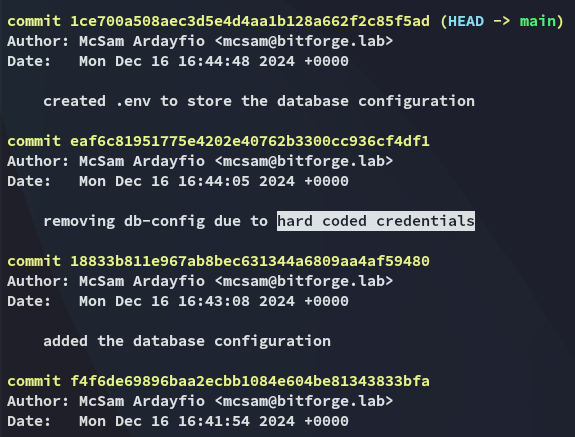 commit 1ce700a508aec3d5e4d4aa1b128a662f2c85f5ad (HEAD -> main)
Author: McSam Ardayfio <mcsam@bitforge.lab>
Date:   Mon Dec 16 16:44:48 2024 +0000
created .env to store the database configuration
commit eaf6c81951775e4202e40762b3300cc936cf4df1
Author: McSam Ardayfio <mcsam@bitforge.lab>
Date:   Mon Dec 16 16:44:05 2024 +0000
removing db-config due to hard coded credentials
commit 18833b811e967ab8bec631344a6809aa4af59480
Author: McSam Ardayfio <mcsam@bitforge.lab>
Date:   Mon Dec 16 16:43:08 2024 +0000
added the database configuration
commit f4f6de69896baa2ecbb1084e604be81343833bfa
Author: McSam Ardayfio <mcsam@bitforge.lab>
Date:   Mon Dec 16 16:41:54 2024 +0000